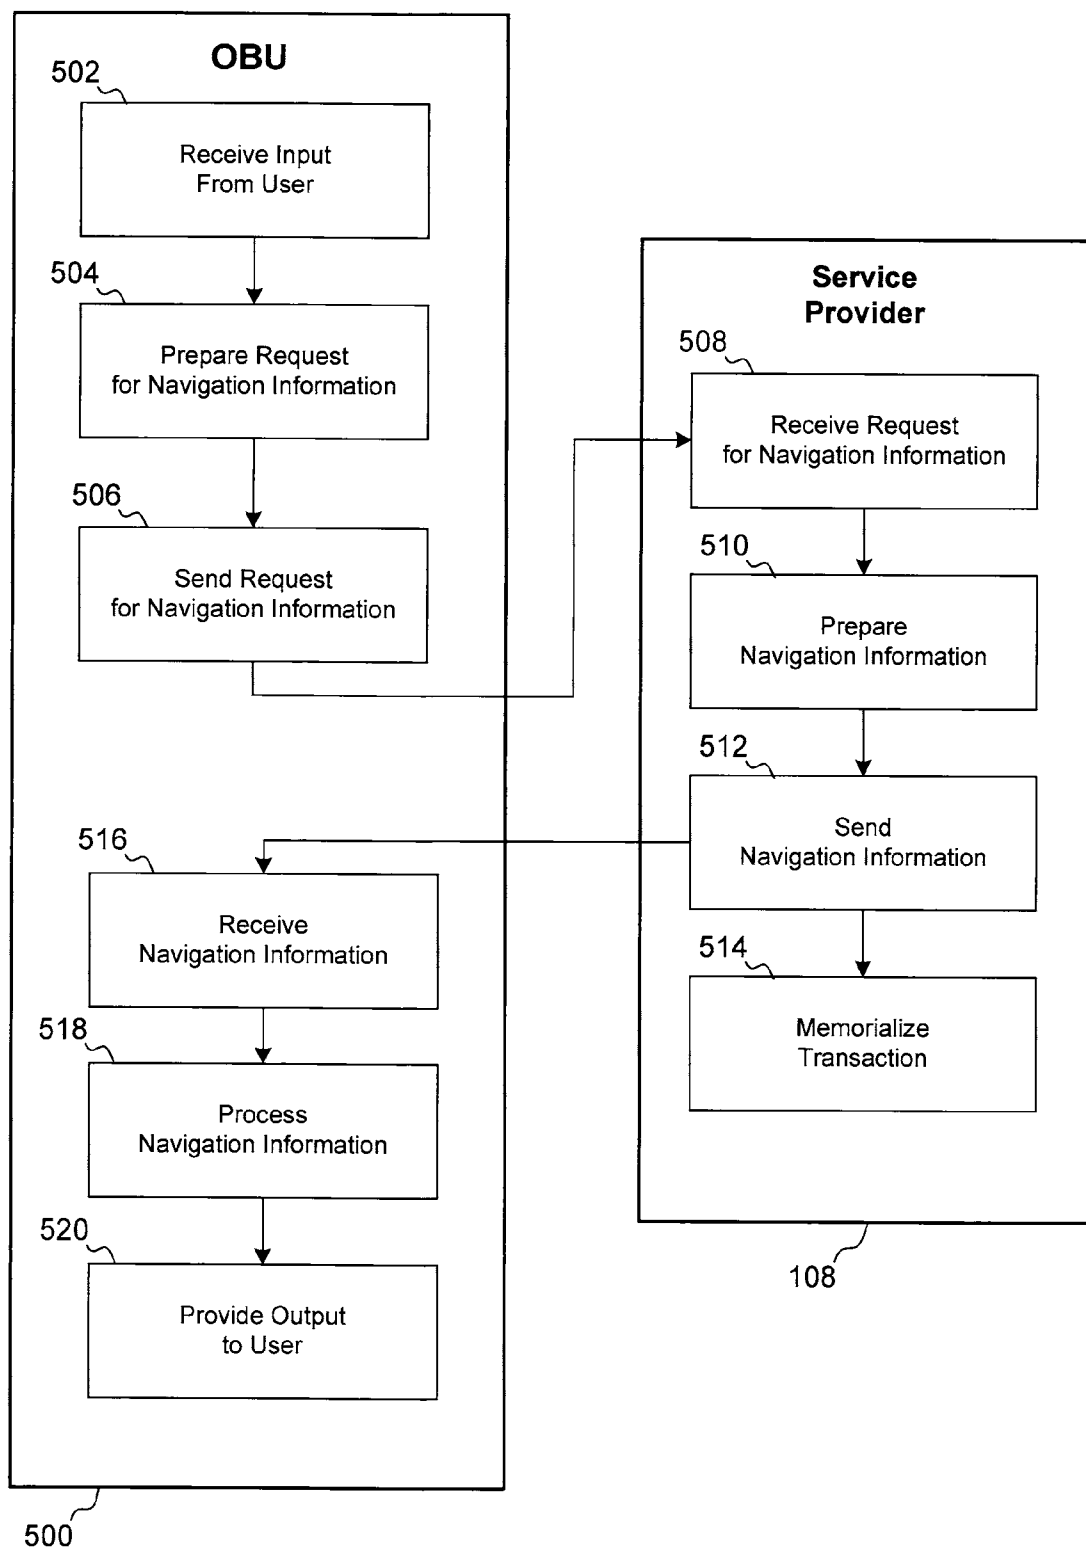 OBU
502
Receive Input
From User
504
Prepare Request
for Navigation Information
506
Send Request
for Navigation Information
Service
Provider
508
Receive Request
for Navigation Information
510
Prepare
Navigation Information
512
Send
Navigation Information
514
Memorialize
Transaction
108
516
Receive
Navigation Information
518
Process
Navigation Information
520
Provide Output
to User
500